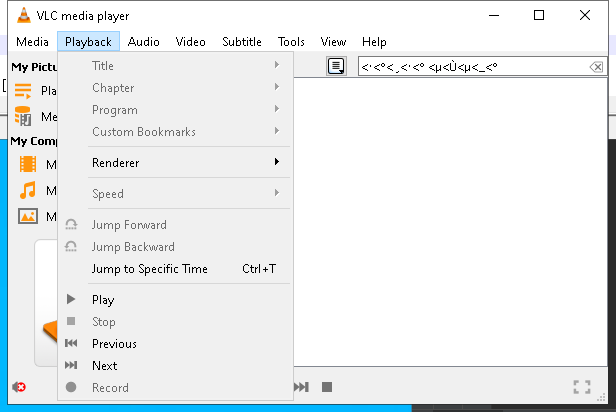 VLC media player
Media Playback Audio Video Subtitle Tools View Help
My Pictu
Title
<·<º<¸<·<º <µ<Ù<µ<_<º
Pla
Chapter
Me
Program
Custom Bookmarks
My Comp
Renderer
M
M
Speed
M
Jump Forward
Jump Backward
Jump to Specific Time Ctrl+T
Play
Stop
Previous
Next
Record